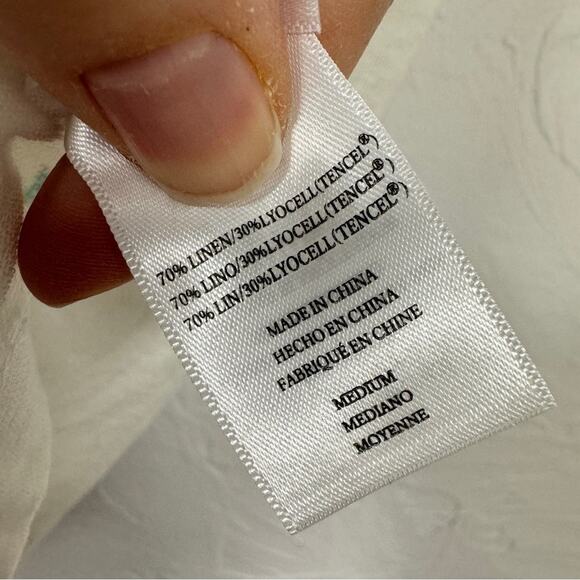 70% LINEN/30%LYOCELL(TENCEL®)
70% LINO/30%LYOCELL(TENCEL®)
70% LIN/30%LYOCELL(TENCEL®)
MADE IN CHINA
HECHO EN CHINA
FABRIQUÉ EN CHINE
MEDIUM
MEDIANO
MOYENNE